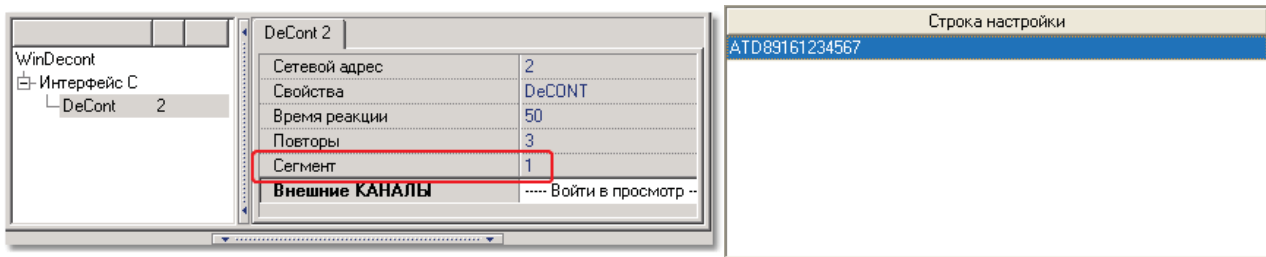 WinDecont
Интерфейс С
DeCont 2
DeCont 2
Сетевой адрес 2
Свойства DeCONT
Время реакции 50
Повторы 3
Сегмент 1
Внешние КАНАЛЫ ----- Войти в просмотр --
Строка настройки
ATD89161234567